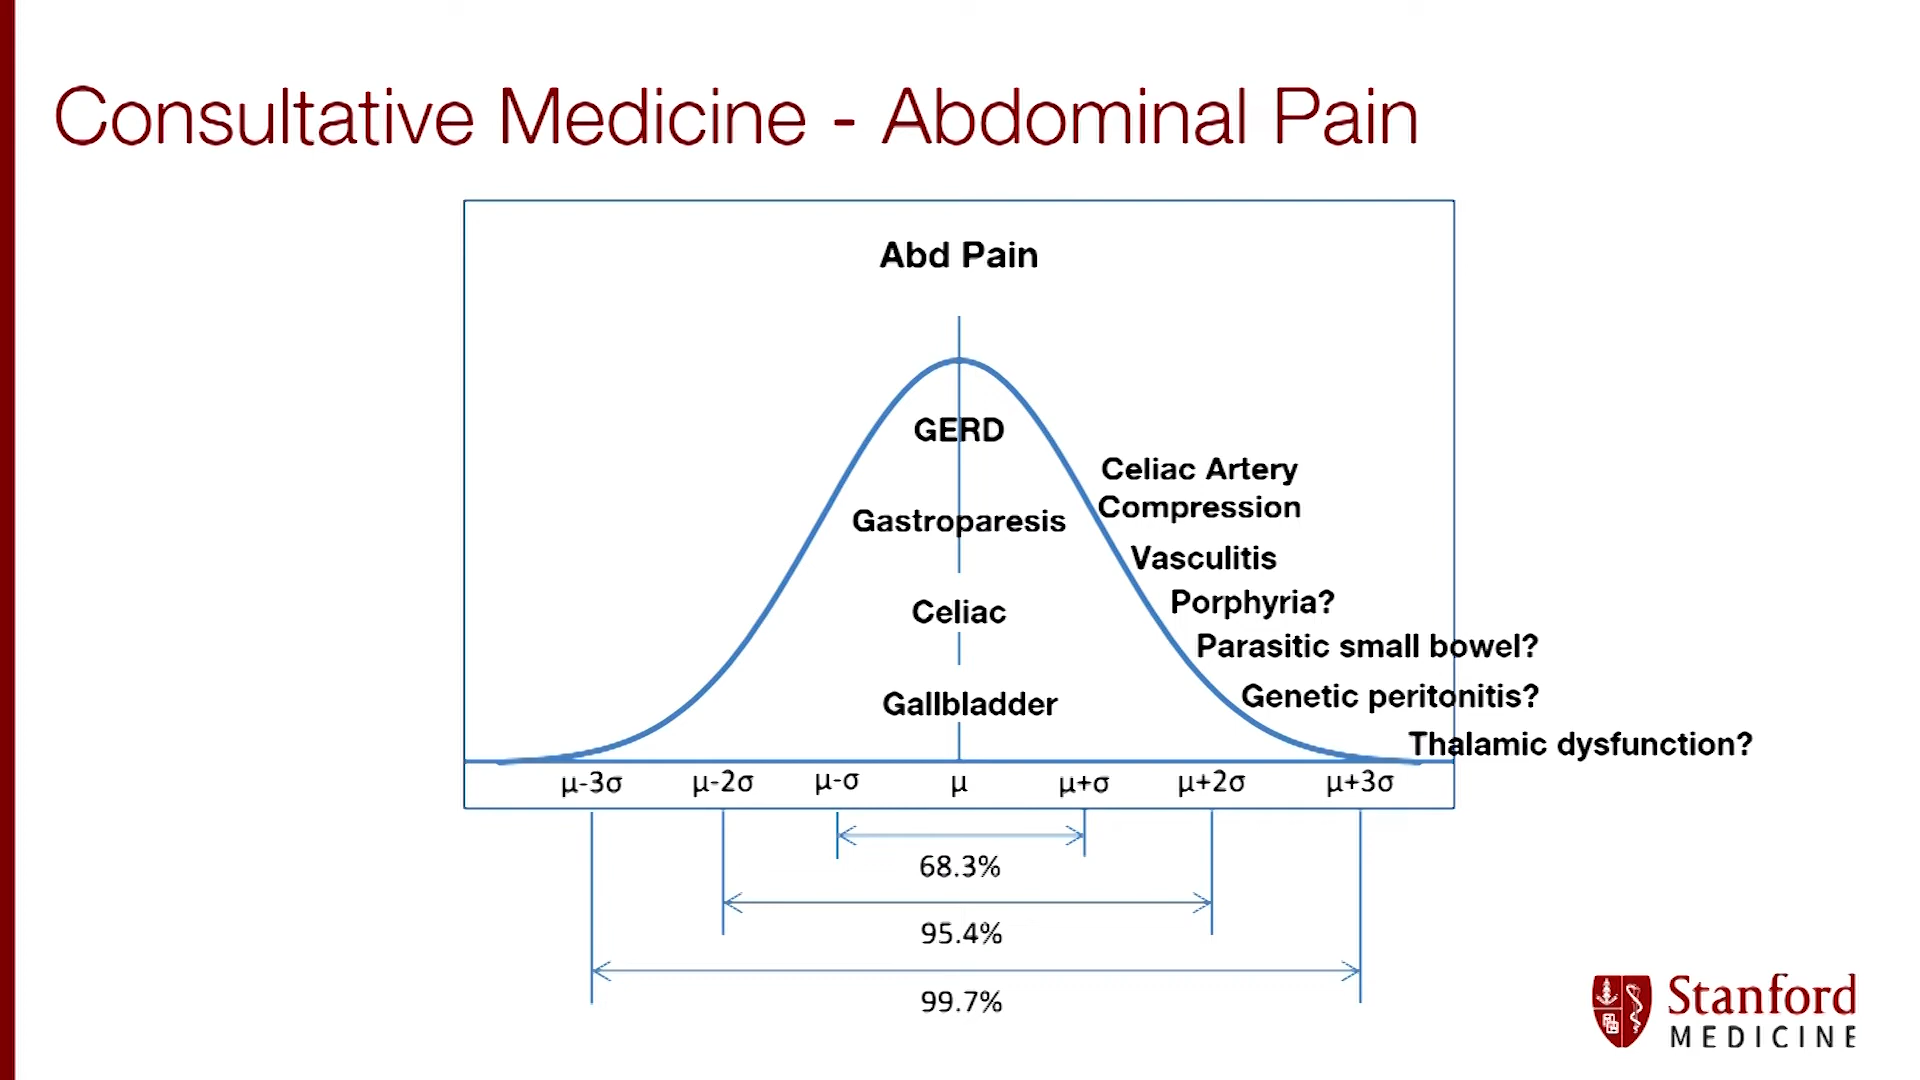 Consultative Medicine - Abdominal Pain
Abd Pain
GERD
Gastroparesis
Celiac
Gallbladder
Celiac Artery
Compression
Vasculitis
Porphyria?
Parasitic small bowel?
Genetic peritonitis?
Thalamic dysfunction?
μ-3σ μ-2σ μ-σ μ μ+σ μ+2σ μ+3σ
68.3%
95.4%
99.7%
Stanford
MEDICINE